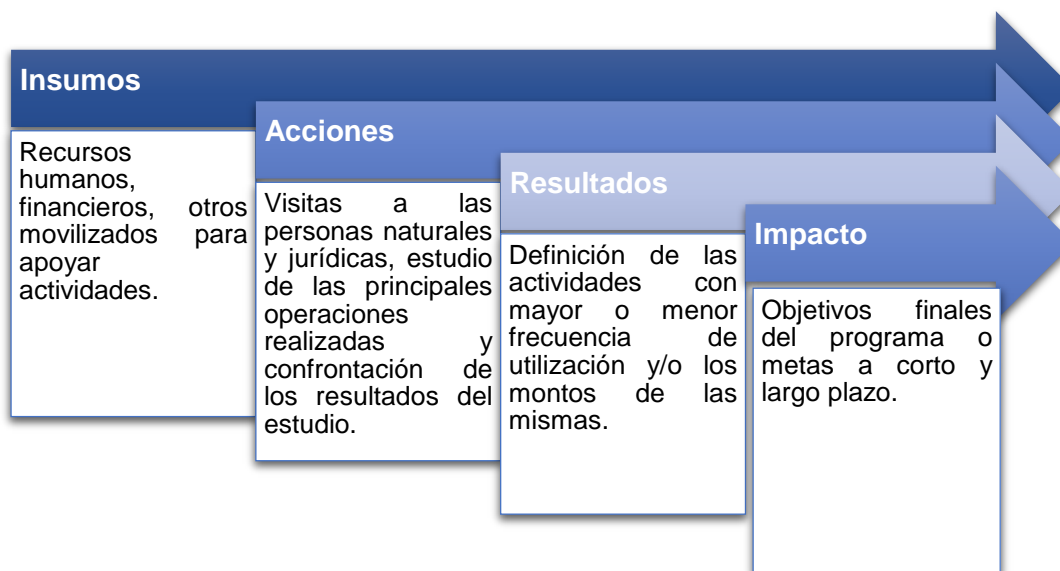 Insumos
Recursos
humanos,
financieros, otros
movilizados para
apoyar
actividades.
Acciones
Visitas a las
personas naturales
y jurídicas, estudio
de las principales
operaciones
realizadas y
confrontación de
los resultados del
estudio.
Resultados
Definición de las
actividades con
mayor o menor
frecuencia de
utilización y/o los
montos de las
mismas.
Impacto
Objetivos finales
del programa o
metas a corto y
largo plazo.